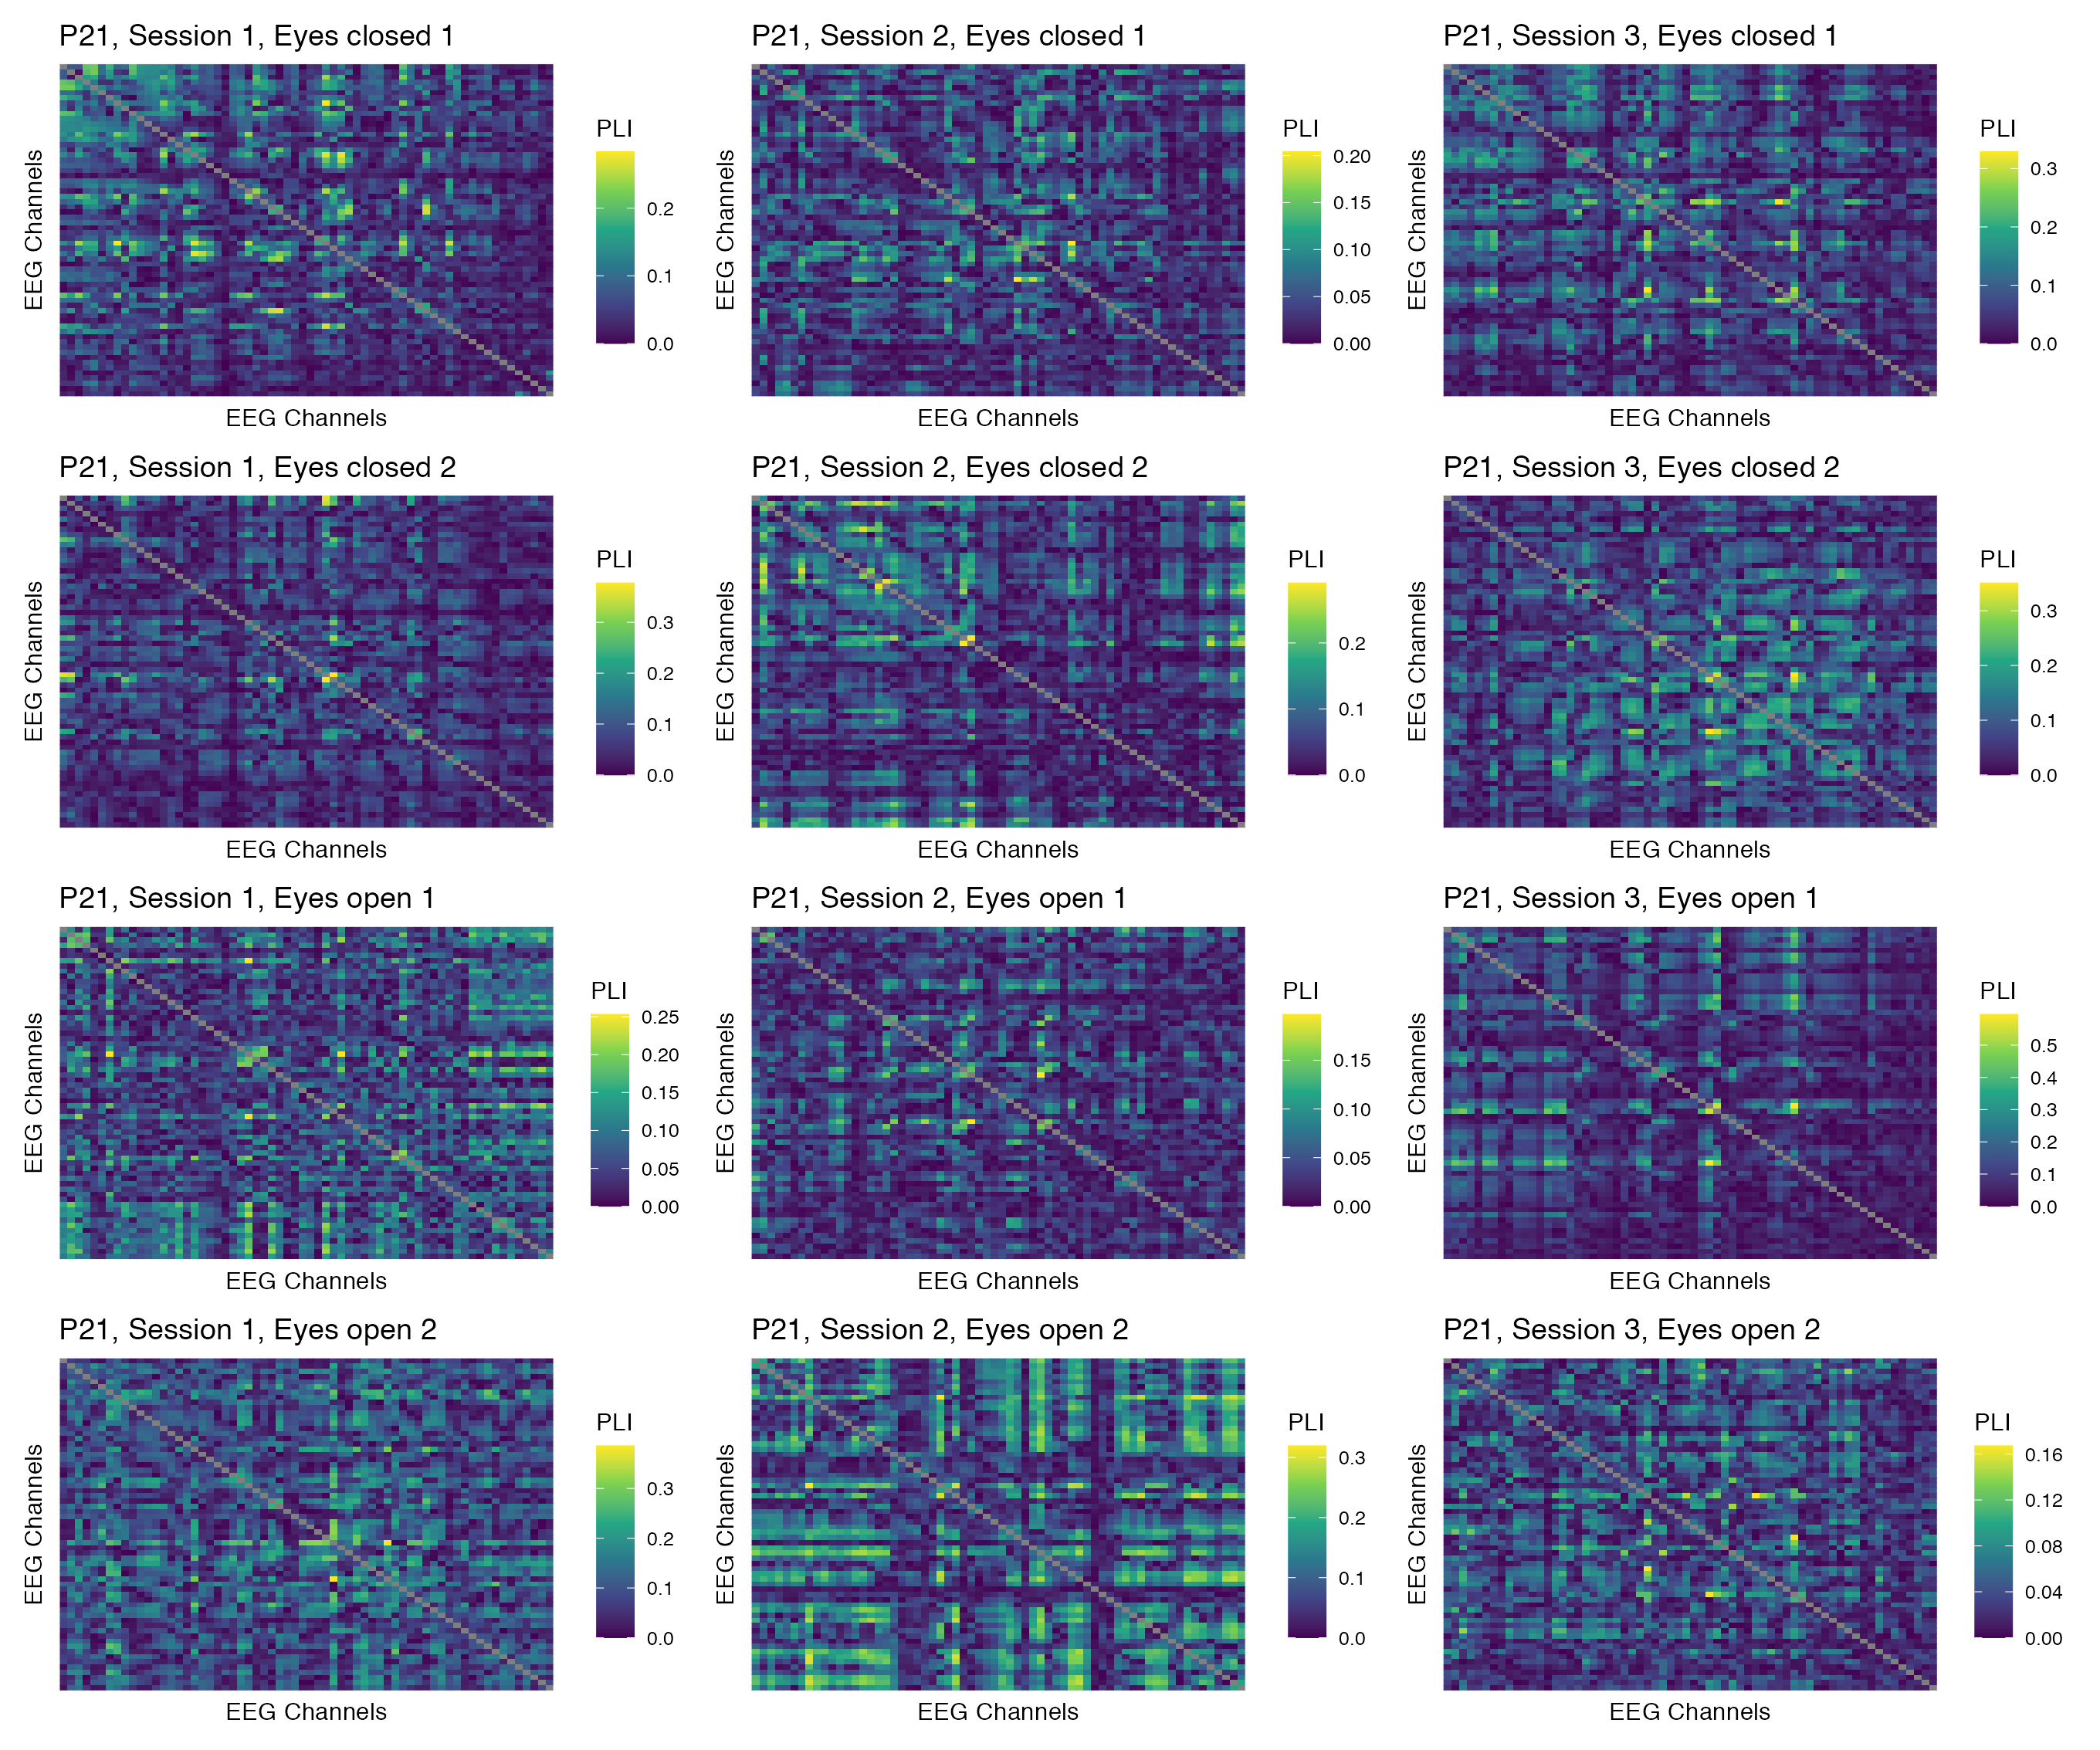 P21, Session 1, Eyes closed 1
EEG Channels
EEG Channels
PLI
0.2
0.1
0.0
P21, Session 2, Eyes closed 1
EEG Channels
EEG Channels
PLI
0.20
0.15
0.10
0.05
0.00
P21, Session 3, Eyes closed 1
EEG Channels
EEG Channels
PLI
0.3
0.2
0.1
0.0
P21, Session 1, Eyes closed 2
EEG Channels
EEG Channels
PLI
0.3
0.2
0.1
0.0
P21, Session 2, Eyes closed 2
EEG Channels
EEG Channels
PLI
0.2
0.1
0.0
P21, Session 3, Eyes closed 2
EEG Channels
EEG Channels
PLI
0.3
0.2
0.1
0.0
P21, Session 1, Eyes open 1
EEG Channels
EEG Channels
PLI
0.25
0.20
0.15
0.10
0.05
0.00
P21, Session 2, Eyes open 1
EEG Channels
EEG Channels
PLI
0.15
0.10
0.05
0.00
P21, Session 3, Eyes open 1
EEG Channels
EEG Channels
PLI
0.5
0.4
0.3
0.2
0.1
0.0
P21, Session 1, Eyes open 2
EEG Channels
EEG Channels
PLI
0.3
0.2
0.1
0.0
P21, Session 2, Eyes open 2
EEG Channels
EEG Channels
PLI
0.3
0.2
0.1
0.0
P21, Session 3, Eyes open 2
EEG Channels
EEG Channels
PLI
0.16
0.12
0.08
0.04
0.00